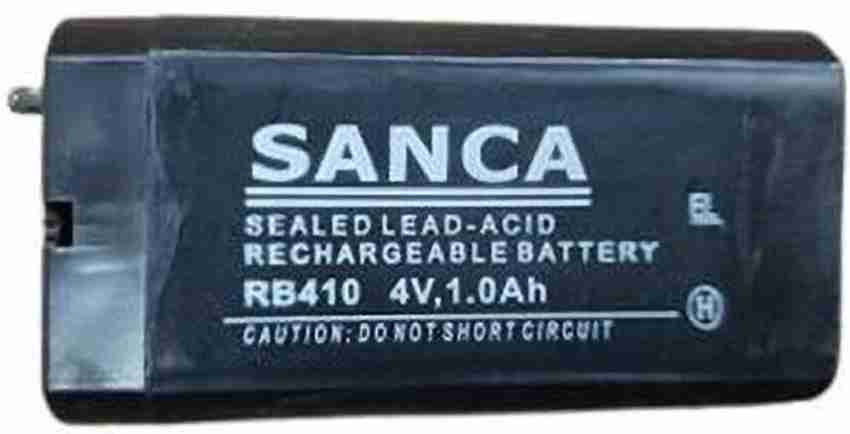 SANCA
SEALED LEAD-ACID
RECHARGEABLE BATTERY
RB410 4V,1.0Ah
CAUTION: DO NOT SHORT CIRCUIT
H